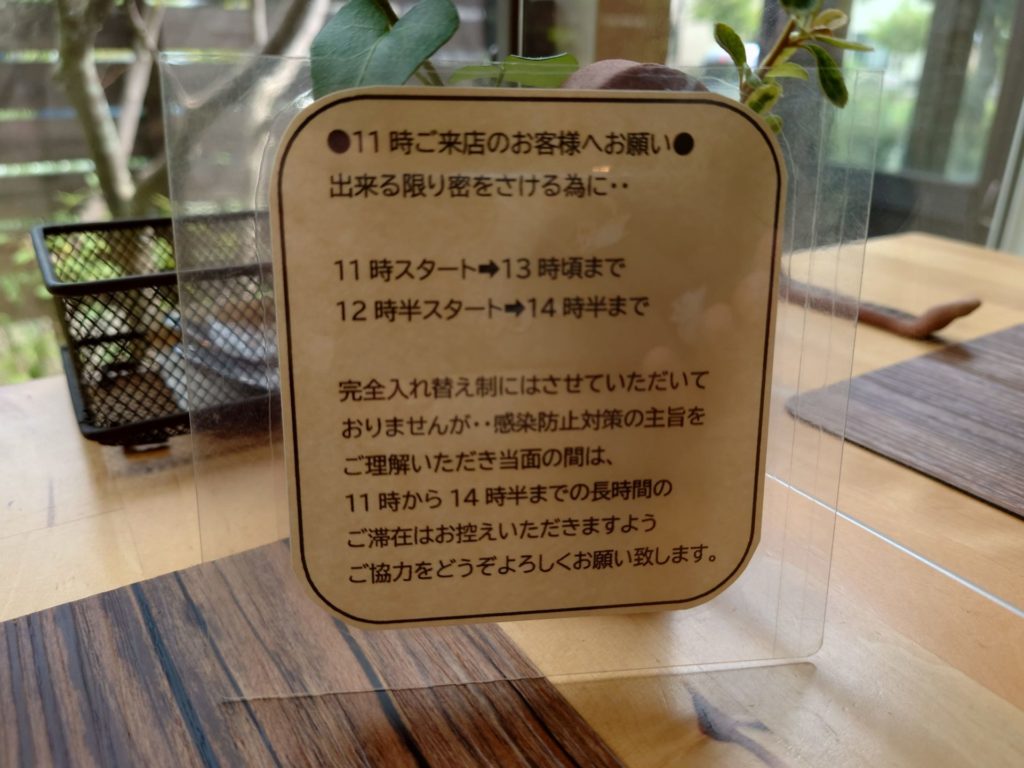 ●11時ご来店のお客様へお願い●
出来る限り密をさける為に‥
11時スタート➡13時頃まで
12時半スタート➡14時半まで
完全入れ替え制にはさせていただいて
おりませんが‥感染防止対策の主旨を
ご理解いただき当面の間は、
11時から14時半までの長時間の
ご滞在はお控えいただきますよう
ご協力をどうぞよろしくお願い致します。